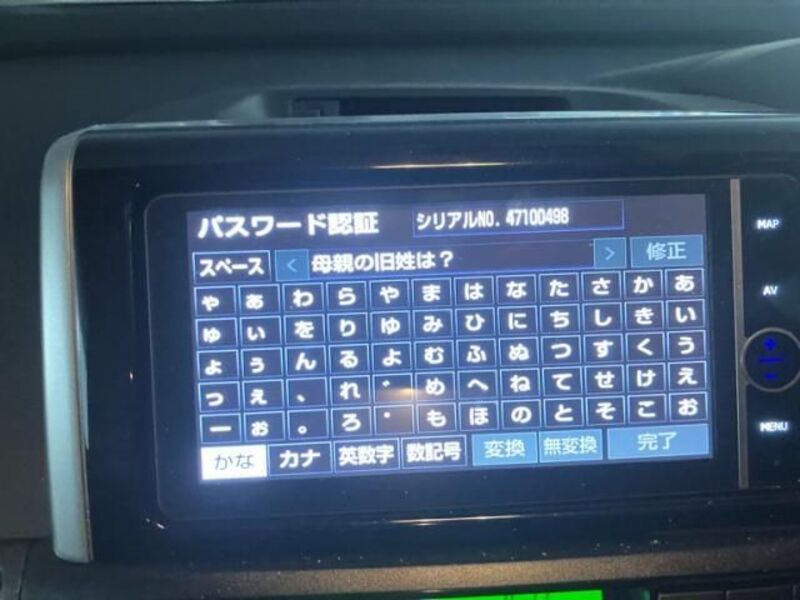 パスワード認証 シリアルNO. 47100498
スペース < 母親の旧姓は？ > 修正
ゃ ぁ わ ら や ま は な た さ か あ
ゅ ぃ を り ゆ み ひ に ち し き い
ょ ぅ ん る よ む ふ ぬ つ す く う
っ ぇ 、 れ ゛ め へ ね て せ け え
ー ぉ 。 ろ ゜ も ほ の と そ こ お
かな カナ 英数字 数記号 変換 無変換 完了
MAP
AV
+
-
MENU